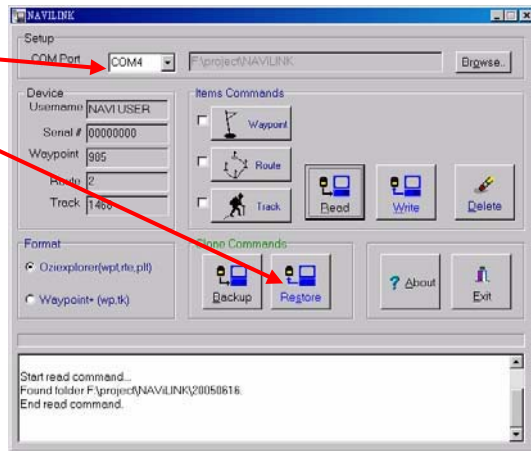 NAVILINK
Setup
COM Port COM4 F:\project\NAVILINK Browse..
Device
Username NAVI USER
Serial # 00000000
Waypoint 985
Route 2
Track 1468
Items Commands
Waypoint
Route
Track
Read Write Delete
Format
Oziexplorer(wpt,rte,plt)
Waypoint+ (wp,tk)
Clone Commands
Backup Restore
? About Exit
Start read command...
Found folder F:\project\NAViLINK\20050616.
End read command.